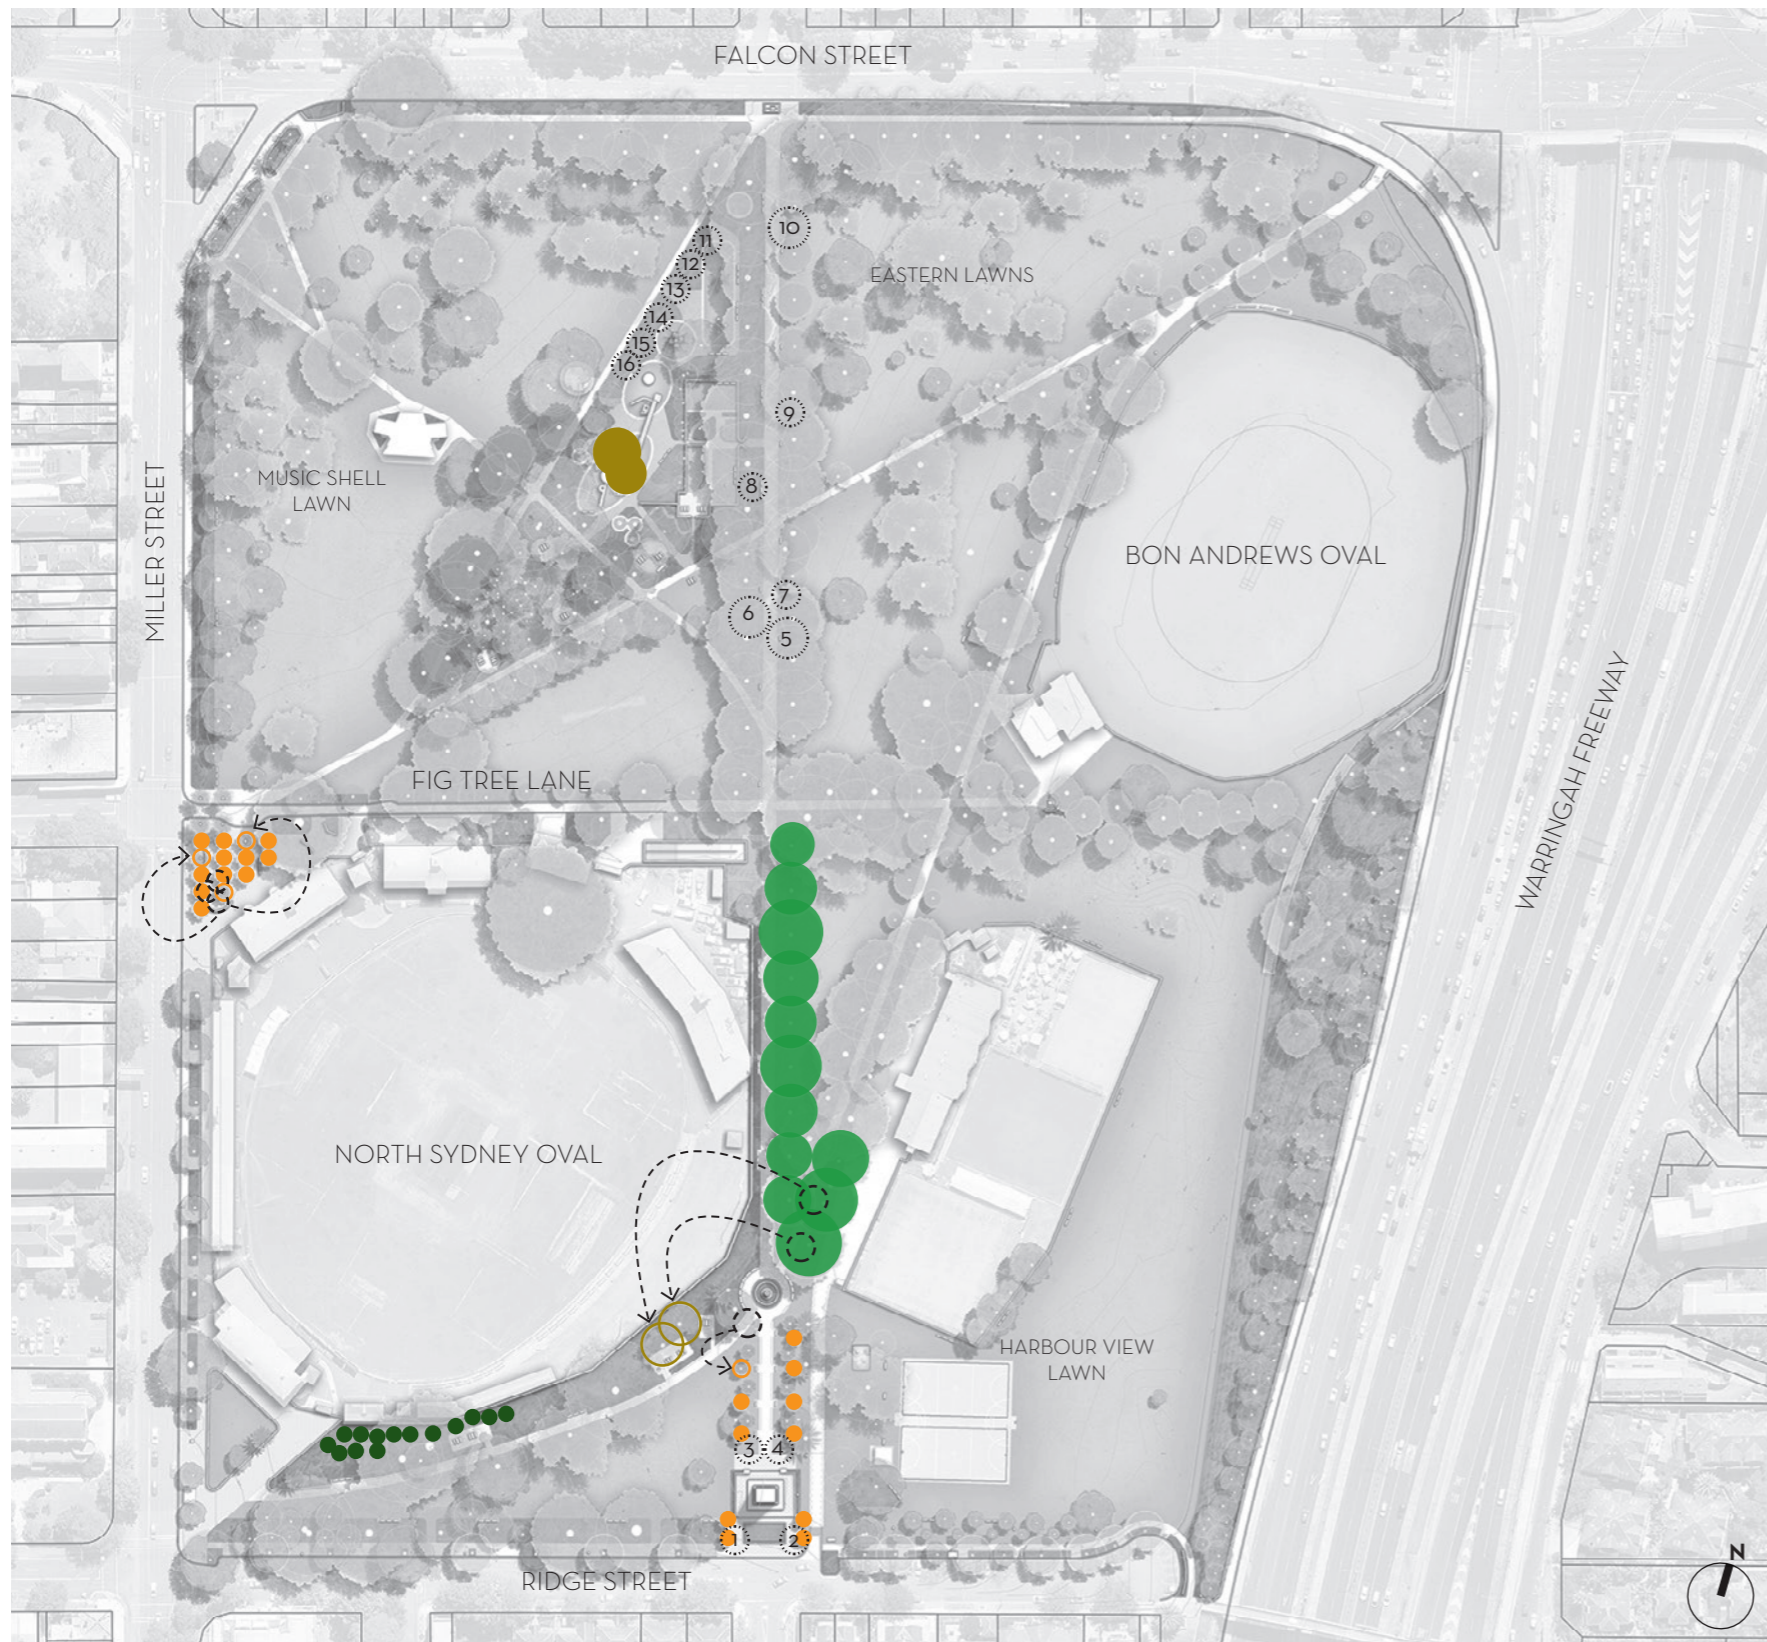 FALCON STREET
10
11
12
EASTERN LAWNS
13
14
15
16
9
MUSIC SHELL
LAWN
8
MILLER STREET
BON ANDREWS OVAL
7
6
5
WARRINGAH FREEWAY
FIG TREE LANE
NORTH SYDNEY OVAL
HARBOUR VIEW
LAWN
3
4
1
2
N
RIDGE STREET